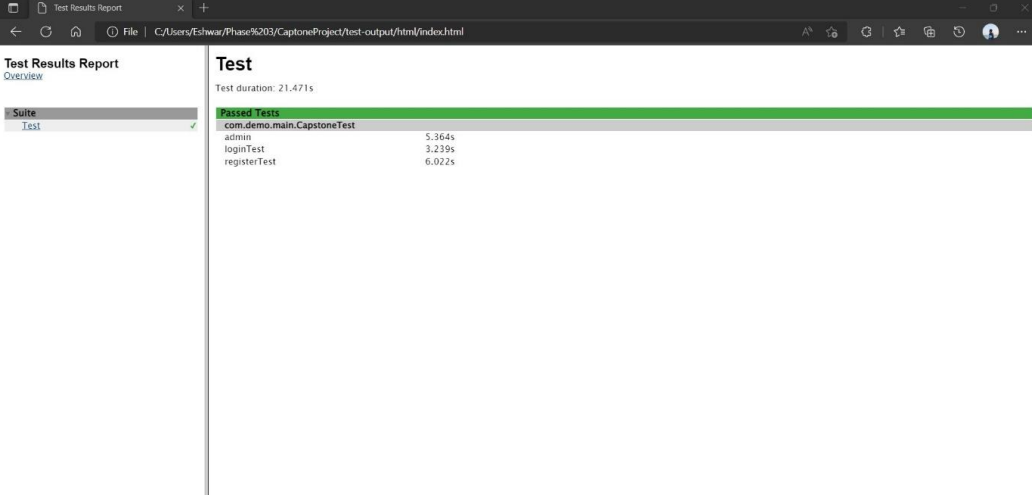 Test Results Report
File | C:/Users/Eshwar/Phase%203/CaptoneProject/test-output/html/index.html
Test Results Report
Overview
Suite
Test
Test
Test duration: 21.471s
Passed Tests
com.demo.main.CapstoneTest
admin 5.364s
loginTest 3.239s
registerTest 6.022s